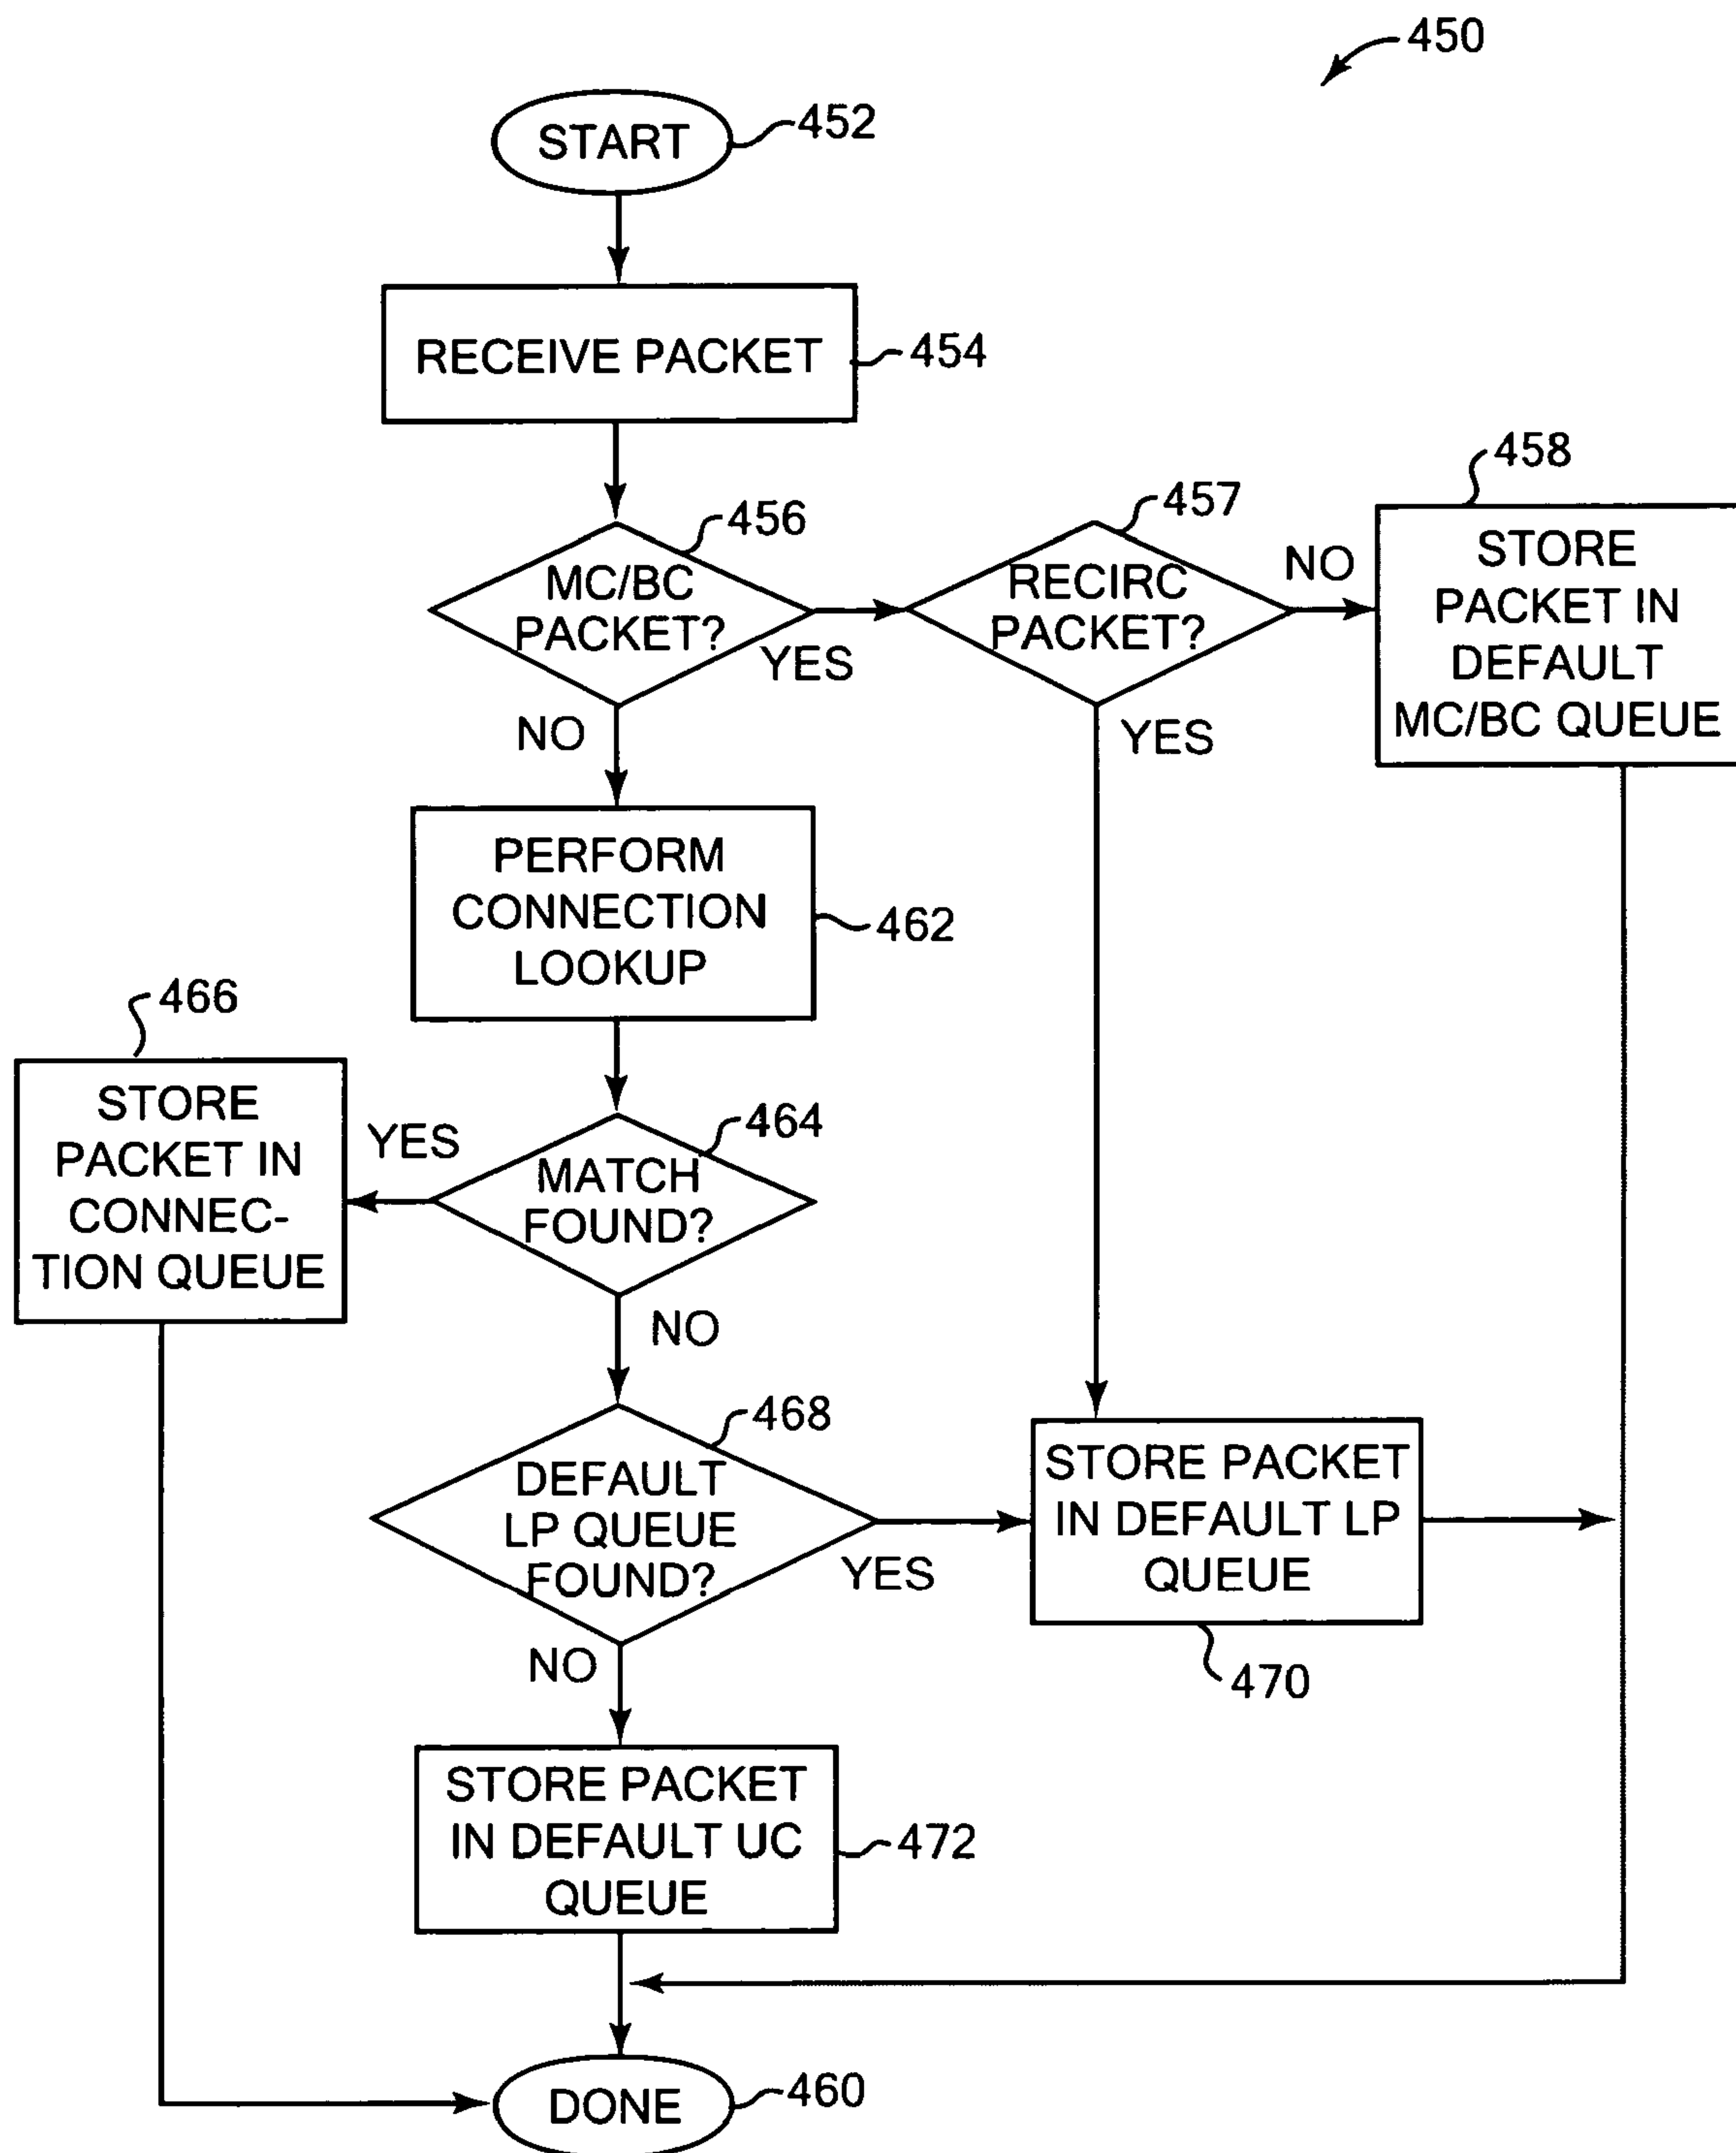 450
START
452
RECEIVE PACKET
454
456
MC/BC
PACKET?
YES
NO
457
RECIRC
PACKET?
NO
YES
458
STORE
PACKET IN
DEFAULT
MC/BC QUEUE
PERFORM
CONNECTION
LOOKUP
462
466
STORE
PACKET IN
CONNEC-
TION QUEUE
YES
464
MATCH
FOUND?
NO
468
DEFAULT
LP QUEUE
FOUND?
YES
NO
STORE PACKET
IN DEFAULT LP
QUEUE
470
STORE PACKET
IN DEFAULT UC
QUEUE
472
DONE
460